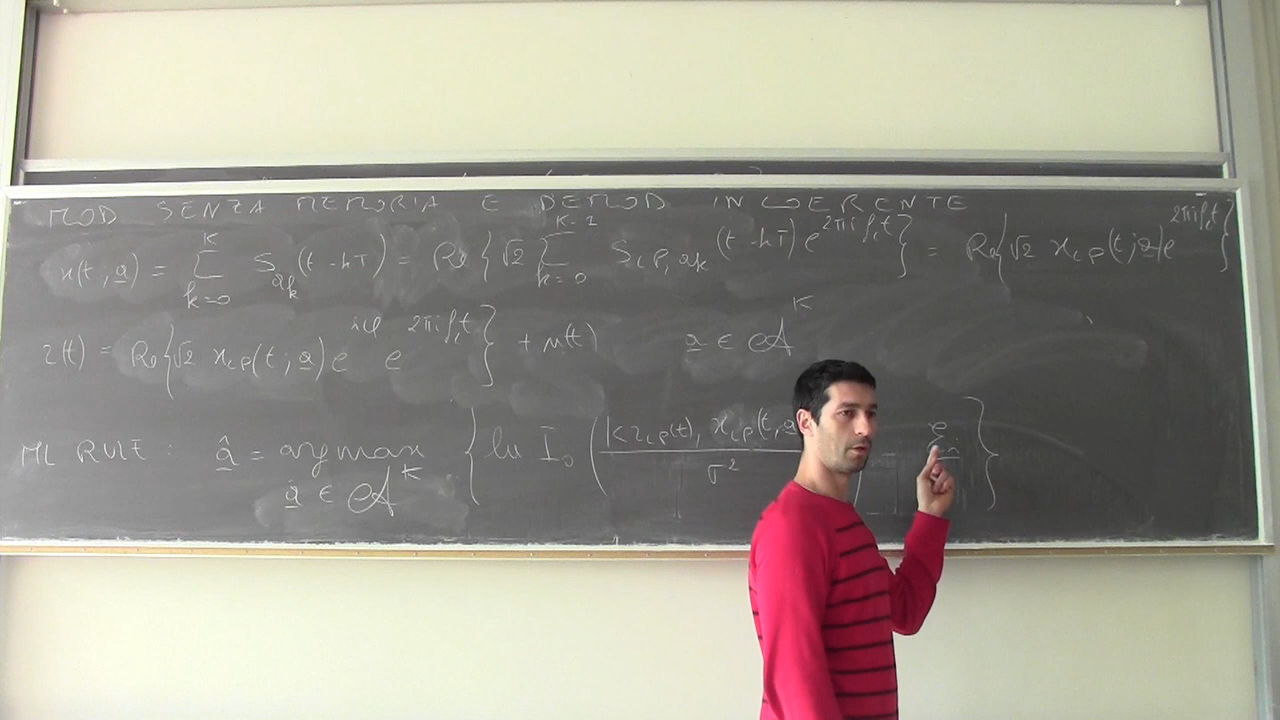 MOD SENZA MEMORIA E DEMOD INCOERENTE
x(t, a) = Σ_{k=0}^{K} S_{a_k}(t - kT) = Re{√2 Σ_{k=0}^{K-1} S_{LP, a_k}(t - kT) e^{2πi f_c t}} = Re{√2 x_{LP}(t; a) e^{2πi f_c t}}
r(t) = Re{√2 x_{LP}(t; a) e^{iφ} e^{2πi f_c t}} + n(t) a ∈ A^K
ML RULE: â = argmax_{a ∈ A^K} { ln I_0 ( |< r_{LP}(t), x_{LP}(t, a / σ²